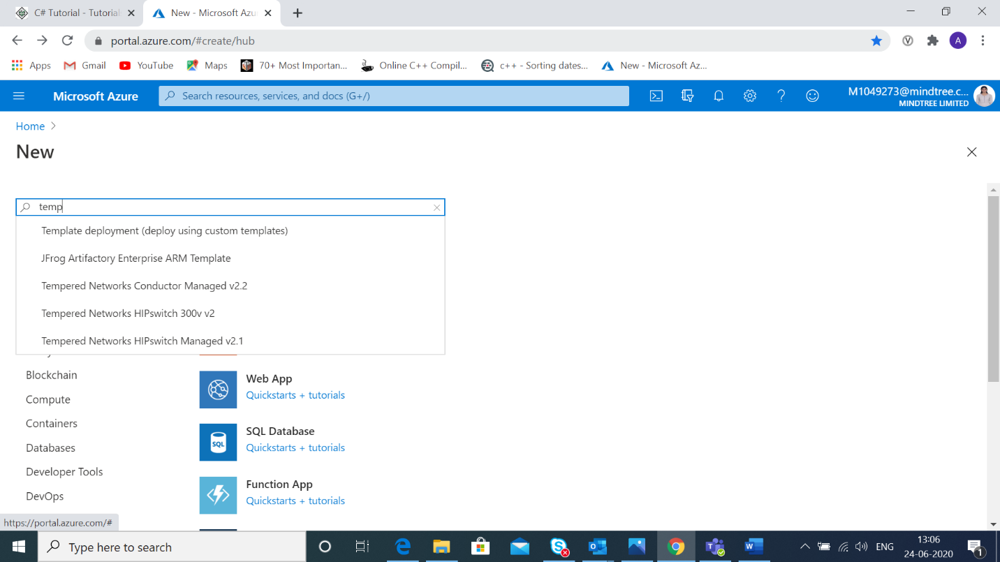 C# Tutorial - Tutorial
New - Microsoft Azu
portal.azure.com/#create/hub
A
Apps
Gmail
YouTube
Maps
70+ Most Importan...
Online C++ Compil...
c++ - Sorting dates...
New - Microsoft Az...
Microsoft Azure
Search resources, services, and docs (G+/)
M1049273@mindtree.c...
MINDTREE LIMITED
Home >
New
temp
Template deployment (deploy using custom templates)
JFrog Artifactory Enterprise ARM Template
Tempered Networks Conductor Managed v2.2
Tempered Networks HIPswitch 300v v2
Tempered Networks HIPswitch Managed v2.1
Blockchain
Compute
Containers
Databases
Developer Tools
DevOps
Web App
Quickstarts + tutorials
SQL
SQL Database
Quickstarts + tutorials
Function App
Quickstarts + tutorials
https://portal.azure.com/#
Type here to search
ENG
13:06
24-06-2020
1